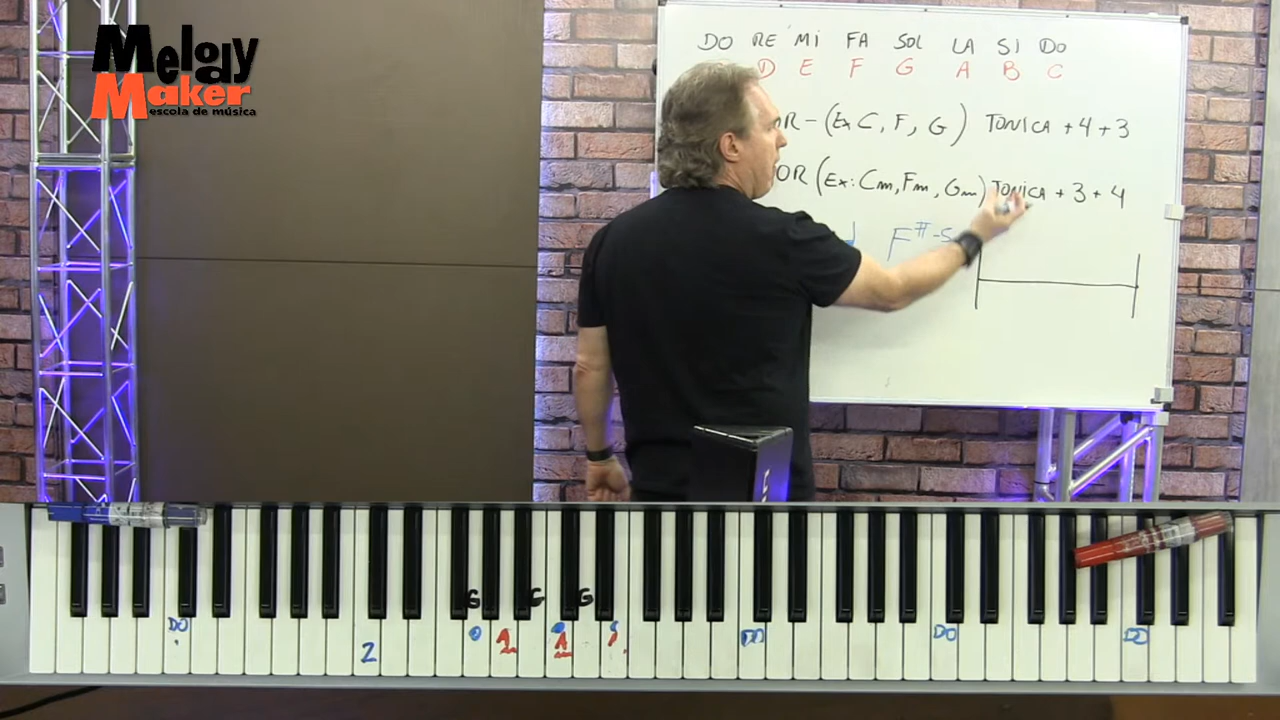 Melody
Maker
escola de música
DO RE MI FA SOL LA SI DO
D E F G A B C
OR - (Ex C, F, G) TONICA + 4 + 3
OR (Ex: Cm, Fm, Gm) TONICA + 3 + 4
F#-5
G G G
DO
2
A A
DO DO DO